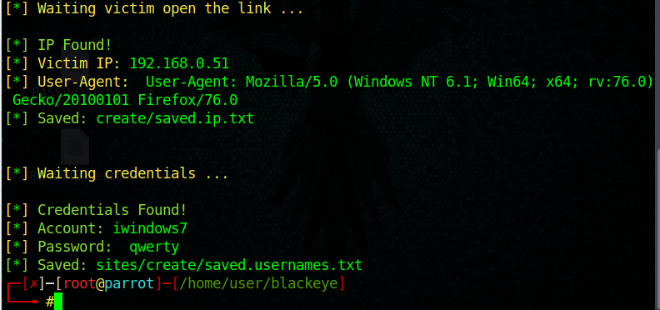 [*] Waiting victim open the link ...
[*] IP Found!
[*] Victim IP: 192.168.0.51
[*] User-Agent:  User-Agent: Mozilla/5.0 (Windows NT 6.1; Win64; x64; rv:76.0)
Gecko/20100101 Firefox/76.0
[*] Saved: create/saved.ip.txt
[*] Waiting credentials ...
[*] Credentials Found!
[*] Account: iwindows7
[*] Password:  qwerty
[*] Saved: sites/create/saved.usernames.txt
┌─[✗]─[root@parrot]─[/home/user/blackeye]
└──╼ #